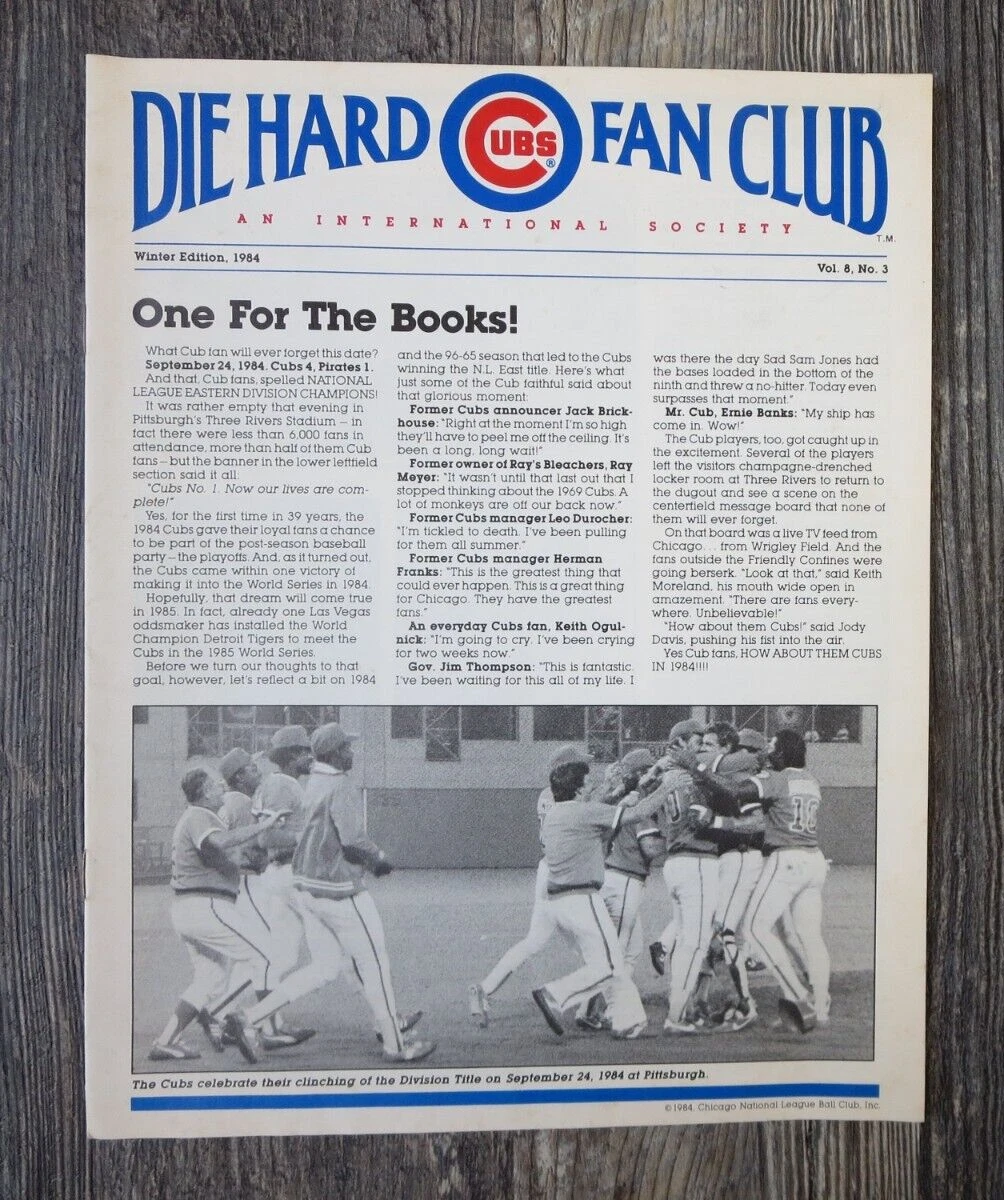 DIE HARD CUBS ® FAN CLUB
AN INTERNATIONAL SOCIETY
T.M.
Winter Edition, 1984
Vol. 8, No. 3
One For The Books!
What Cub fan will ever forget this date?
September 24, 1984. Cubs 4, Pirates 1.
And that, Cub fans, spelled NATIONAL
LEAGUE EASTERN DIVISION CHAMPIONS!
It was rather empty that evening in
Pittsburgh's Three Rivers Stadium – in
fact there were less than 6,000 fans in
attendance, more than half of them Cub
fans – but the banner in the lower leftfield
section said it all.
"Cubs No. 1. Now our lives are com-
plete!"
Yes, for the first time in 39 years, the
1984 Cubs gave their loyal fans a chance
to be part of the post-season baseball
party – the playoffs. And, as it turned out,
the Cubs came within one victory of
making it into the World Series in 1984.
Hopefully, that dream will come true
in 1985. In fact, already one Las Vegas
oddsmaker has installed the World
Champion Detroit Tigers to meet the
Cubs in the 1985 World Series.
Before we turn our thoughts to that
goal, however, let's reflect a bit on 1984
and the 96-65 season that led to the Cubs
winning the N.L. East title. Here's what
just some of the Cub faithful said about
that glorious moment:
Former Cubs announcer Jack Brick-
house: "Right at the moment I'm so high
they'll have to peel me off the ceiling. It's
been a long, long wait!"
Former owner of Ray's Bleachers, Ray
Meyer: "It wasn't until that last out that I
stopped thinking about the 1969 Cubs. A
lot of monkeys are off our back now."
Former Cubs manager Leo Durocher:
"I'm tickled to death. I've been pulling
for them all summer."
Former Cubs manager Herman
Franks: "This is the greatest thing that
could ever happen. This is a great thing
for Chicago. They have the greatest
fans."
An everyday Cubs fan, Keith Ogul-
nick: "I'm going to cry. I've been crying
for two weeks now."
Gov. Jim Thompson: "This is fantastic.
I've been waiting for this all of my life. I
was there the day Sad Sam Jones had
the bases loaded in the bottom of the
ninth and threw a no-hitter. Today even
surpasses that moment."
Mr. Cub, Ernie Banks: "My ship has
come in. Wow!"
The Cub players, too, got caught up in
the excitement. Several of the players
left the visitors champagne-drenched
locker room at Three Rivers to return to
the dugout and see a scene on the
centerfield message board that none of
them will ever forget.
On that board was a live TV feed from
Chicago. . . from Wrigley Field. And the
fans outside the Friendly Confines were
going berserk. "Look at that," said Keith
Moreland, his mouth wide open in
amazement. "There are fans every-
where. Unbelievable!"
"How about them Cubs!" said Jody
Davis, pushing his fist into the air.
Yes Cub fans, HOW ABOUT THEM CUBS
IN 1984!!!!
The Cubs celebrate their clinching of the Division Title on September 24, 1984 at Pittsburgh.
©1984, Chicago National League Ball Club, Inc.